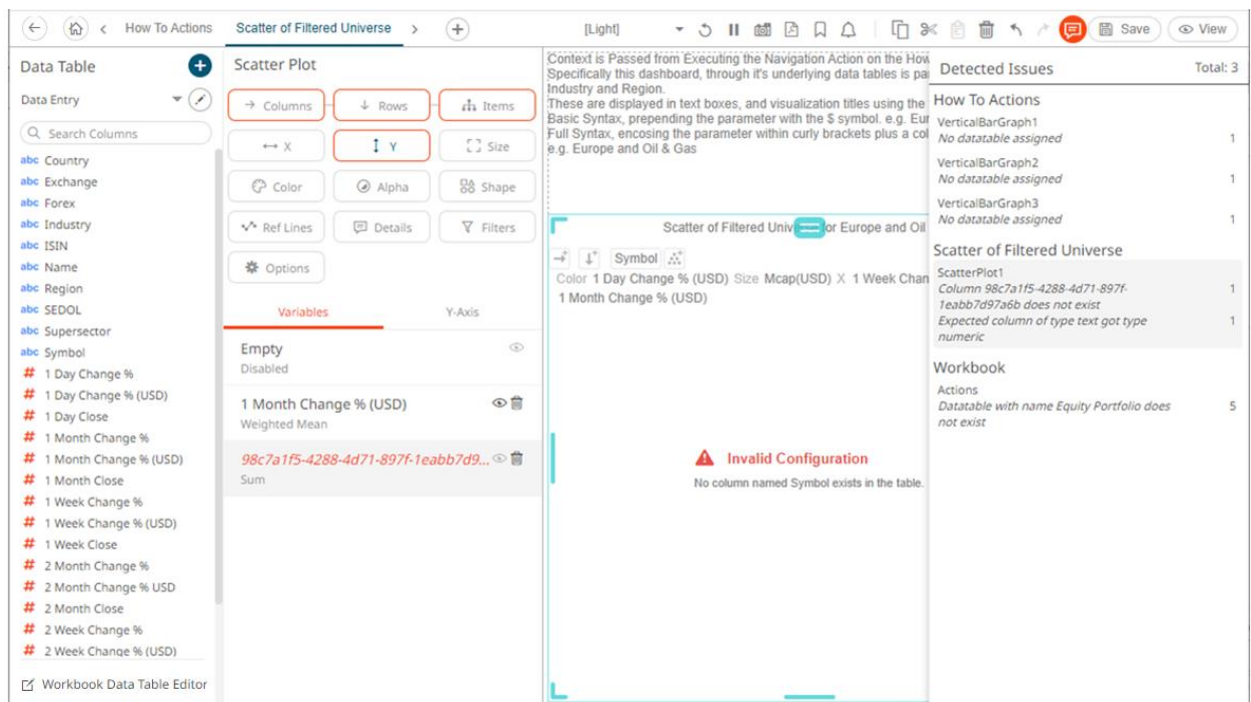 How To Actions
Scatter of Filtered Universe
[Light]
Save
View
Data Table
Data Entry
Search Columns
abc Country
abc Exchange
abc Forex
abc Industry
abc ISIN
abc Name
abc Region
abc SEDOL
abc Supersector
abc Symbol
# 1 Day Change %
# 1 Day Change % (USD)
# 1 Day Close
# 1 Month Change %
# 1 Month Change % (USD)
# 1 Month Close
# 1 Week Change %
# 1 Week Change % (USD)
# 1 Week Close
# 2 Month Change %
# 2 Month Change % USD
# 2 Month Close
# 2 Week Change %
# 2 Week Change % (USD)
Workbook Data Table Editor
Scatter Plot
Columns
Rows
Items
X
Y
Size
Color
Alpha
Shape
Ref Lines
Details
Filters
Options
Variables
Y-Axis
Empty
Disabled
1 Month Change % (USD)
Weighted Mean
98c7a1f5-4288-4d71-897f-1eabb7d9...
Sum
Context is Passed from Executing the Navigation Action on the How
Specifically this dashboard, through it's underlying data tables is pa
Industry and Region.
These are displayed in text boxes, and visualization titles using the
Basic Syntax, prepending the parameter with the $ symbol. e.g. Eur
Full Syntax, encosing the parameter within curly brackets plus a col
e.g. Europe and Oil & Gas
Scatter of Filtered Univ or Europe and Oil
Symbol
Color 1 Day Change % (USD) Size Mcap(USD) X 1 Week Chan
1 Month Change % (USD)
Invalid Configuration
No column named Symbol exists in the table.
Detected Issues
Total: 3
How To Actions
VerticalBarGraph1
No datatable assigned 1
VerticalBarGraph2
No datatable assigned 1
VerticalBarGraph3
No datatable assigned 1
Scatter of Filtered Universe
ScatterPlot1
Column 98c7a1f5-4288-4d71-897f- 1
1eabb7d97a6b does not exist
Expected column of type text got type 1
numeric
Workbook
Actions
Datatable with name Equity Portfolio does 5
not exist